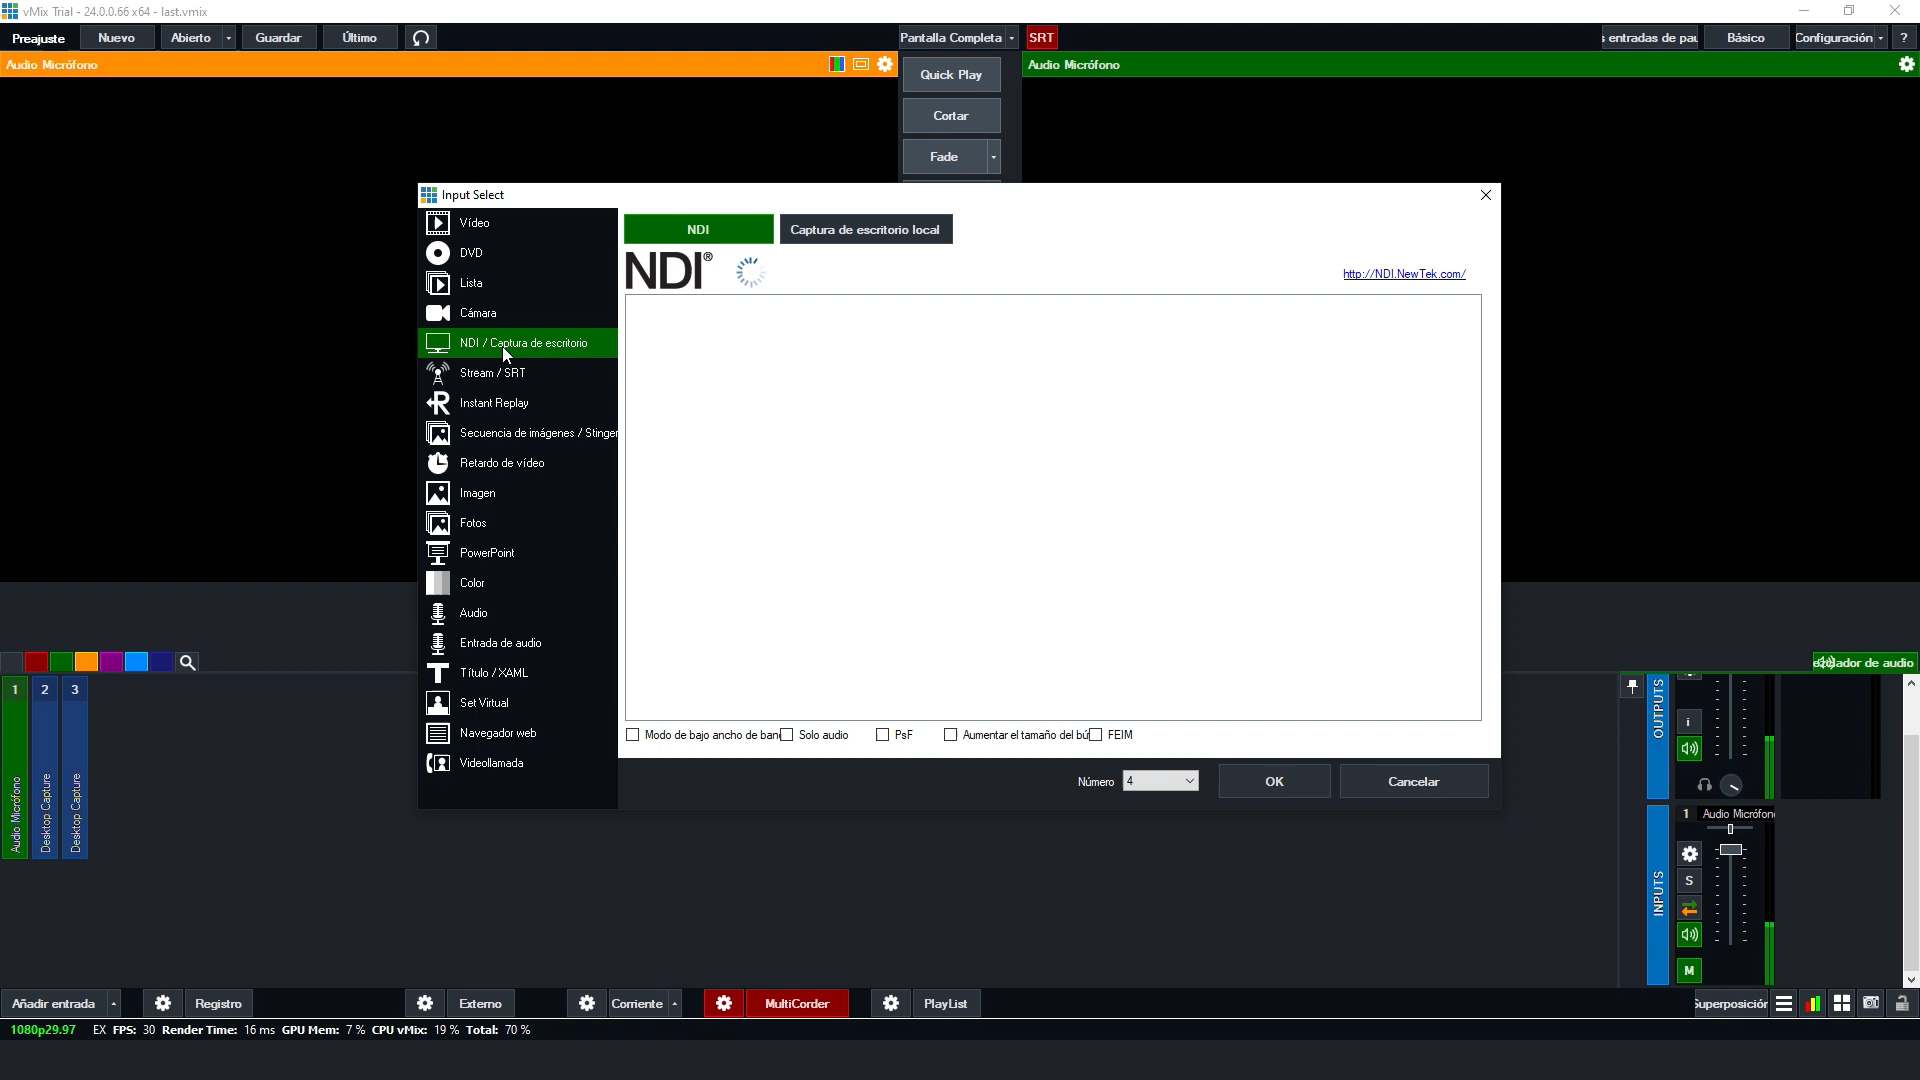 vMix Trial - 24.0.0.66 x64 - last.vmix
Preajuste Nuevo Abierto Guardar Último Pantalla Completa SRT entradas de pau Básico Configuración ?
Audio Micrófono
Audio Micrófono
Quick Play
Cortar
Fade
Input Select
Vídeo
DVD
Lista
Cámara
NDI / Captura de escritorio
Stream / SRT
Instant Replay
Secuencia de imágenes / Stinger
Retardo de vídeo
Imagen
Fotos
PowerPoint
Color
Audio
Entrada de audio
Título / XAML
Set Virtual
Navegador web
Videollamada
NDI Captura de escritorio local
NDI®
http://NDI.NewTek.com/
Modo de bajo ancho de band Solo audio PsF Aumentar el tamaño del búf FEIM
Número 4 OK Cancelar
1 2 3
Audio Micrófono
Desktop Capture
Desktop Capture
lador de audio
OUTPUTS
i
INPUTS
1 Audio Micrófono
S
M
Añadir entrada Registro Externo Corriente MultiCorder PlayList Superposición
1080p29.97 EX FPS: 30 Render Time: 16 ms GPU Mem: 7 % CPU vMix: 19 % Total: 70 %